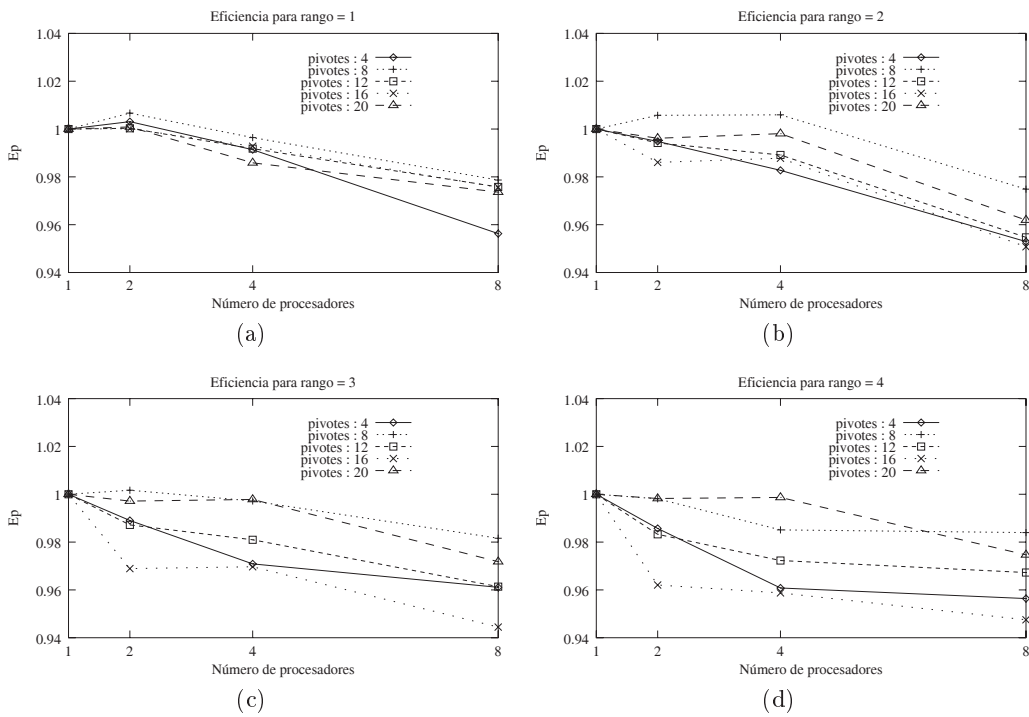 Eficiencia para rango = 1
1.04
1.02
1
0.98
0.96
0.94
Ep
pivotes : 4
pivotes : 8
pivotes : 12
pivotes : 16
pivotes : 20
1 2 4 8
Número de procesadores
(a)
Eficiencia para rango = 2
1.04
1.02
1
0.98
0.96
0.94
Ep
pivotes : 4
pivotes : 8
pivotes : 12
pivotes : 16
pivotes : 20
1 2 4 8
Número de procesadores
(b)
Eficiencia para rango = 3
1.04
1.02
1
0.98
0.96
0.94
Ep
pivotes : 4
pivotes : 8
pivotes : 12
pivotes : 16
pivotes : 20
1 2 4 8
Número de procesadores
(c)
Eficiencia para rango = 4
1.04
1.02
1
0.98
0.96
0.94
Ep
pivotes : 4
pivotes : 8
pivotes : 12
pivotes : 16
pivotes : 20
1 2 4 8
Número de procesadores
(d)